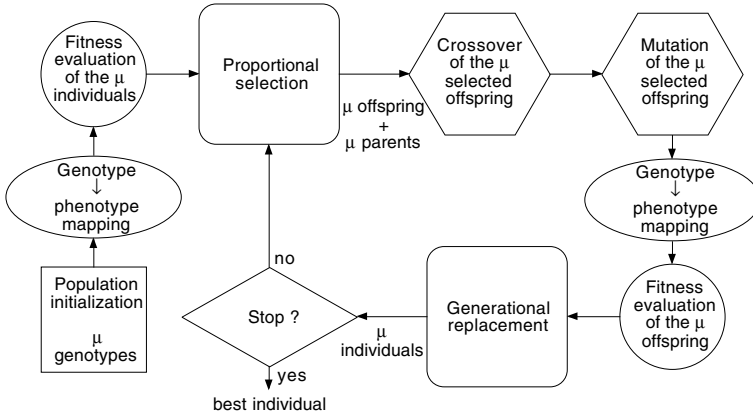 Fitness
evaluation
of the μ
individuals
Proportional
selection
μ offspring
+
μ parents
Crossover
of the μ
selected
offspring
Mutation
of the μ
selected
offspring
Genotype
↓
phenotype
mapping
Genotype
↓
phenotype
mapping
Population
initialization
μ
genotypes
no
Stop ?
yes
best individual
μ
individuals
Generational
replacement
Fitness
evaluation
of the μ
offspring